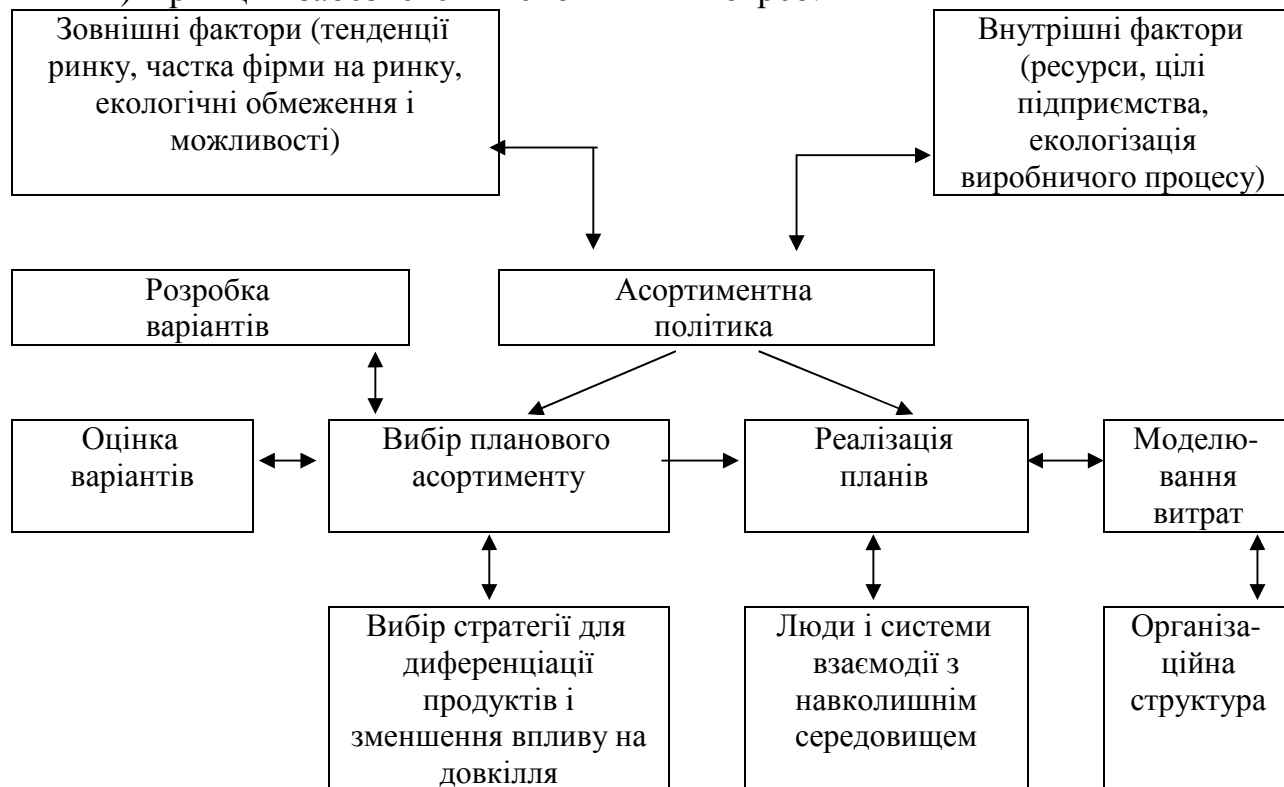 Зовнішні фактори (тенденції
ринку, частка фірми на ринку,
екологічні обмеження і
можливості)
Внутрішні фактори
(ресурси, цілі
підприємства,
екологізація
виробничого процесу)
Розробка
варіантів
Асортиментна
політика
Оцінка
варіантів
Вибір планового
асортименту
Реалізація
планів
Моделю-
вання
витрат
Вибір стратегії для
диференціації
продуктів і
зменшення впливу на
довкілля
Люди і системи
взаємодії з
навколишнім
середовищем
Організа-
ційна
структура